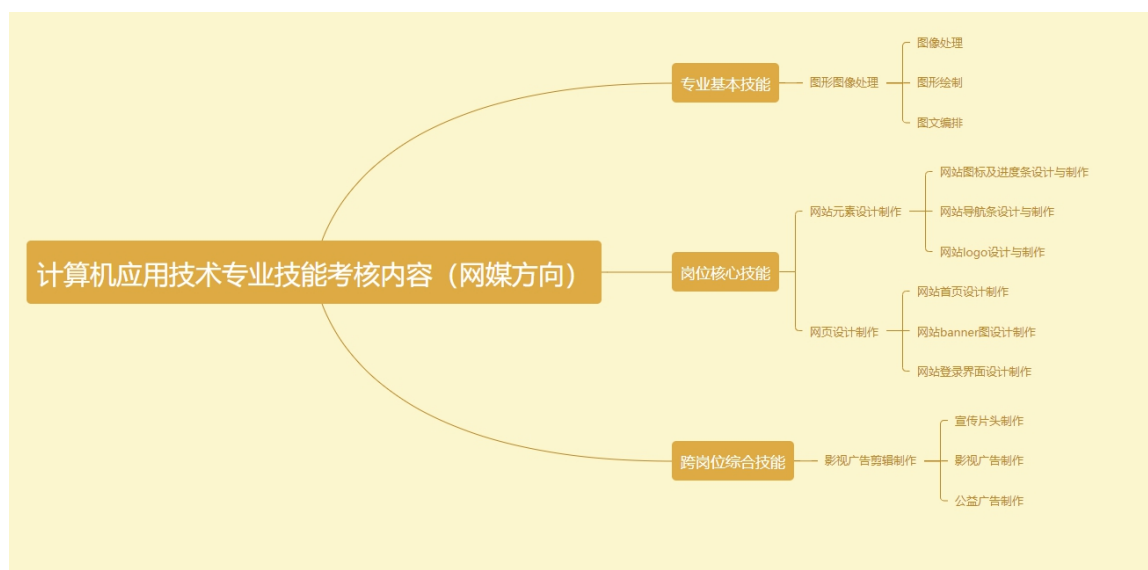 计算机应用技术专业技能考核内容（网媒方向）
专业基本技能
图形图像处理
图像处理
图形绘制
图文编排
岗位核心技能
网站元素设计制作
网站图标及进度条设计与制作
网站导航条设计与制作
网站logo设计与制作
网页设计制作
网站首页设计制作
网站banner图设计制作
网站登录界面设计制作
跨岗位综合技能
影视广告剪辑制作
宣传片头制作
影视广告制作
公益广告制作